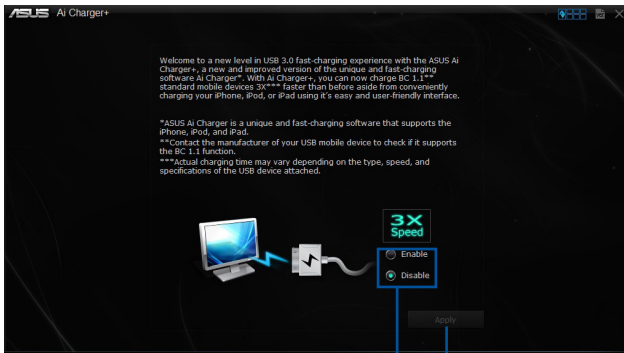 ASUS Ai Charger+
Welcome to a new level in USB 3.0 fast-charging experience with the ASUS Ai
Charger+, a new and improved version of the unique and fast-charging
software Ai Charger*. With Ai Charger+, you can now charge BC 1.1**
standard mobile devices 3X*** faster than before aside from conveniently
charging your iPhone, iPod, or iPad using it's easy and user-friendly interface.
*ASUS Ai Charger is a unique and fast-charging software that supports the
iPhone, iPod, and iPad.
**Contact the manufacturer of your USB mobile device to check if it supports
the BC 1.1 function.
***Actual charging time may vary depending on the type, speed, and
specifications of the USB device attached.
3X
Speed
Enable
Disable
Apply